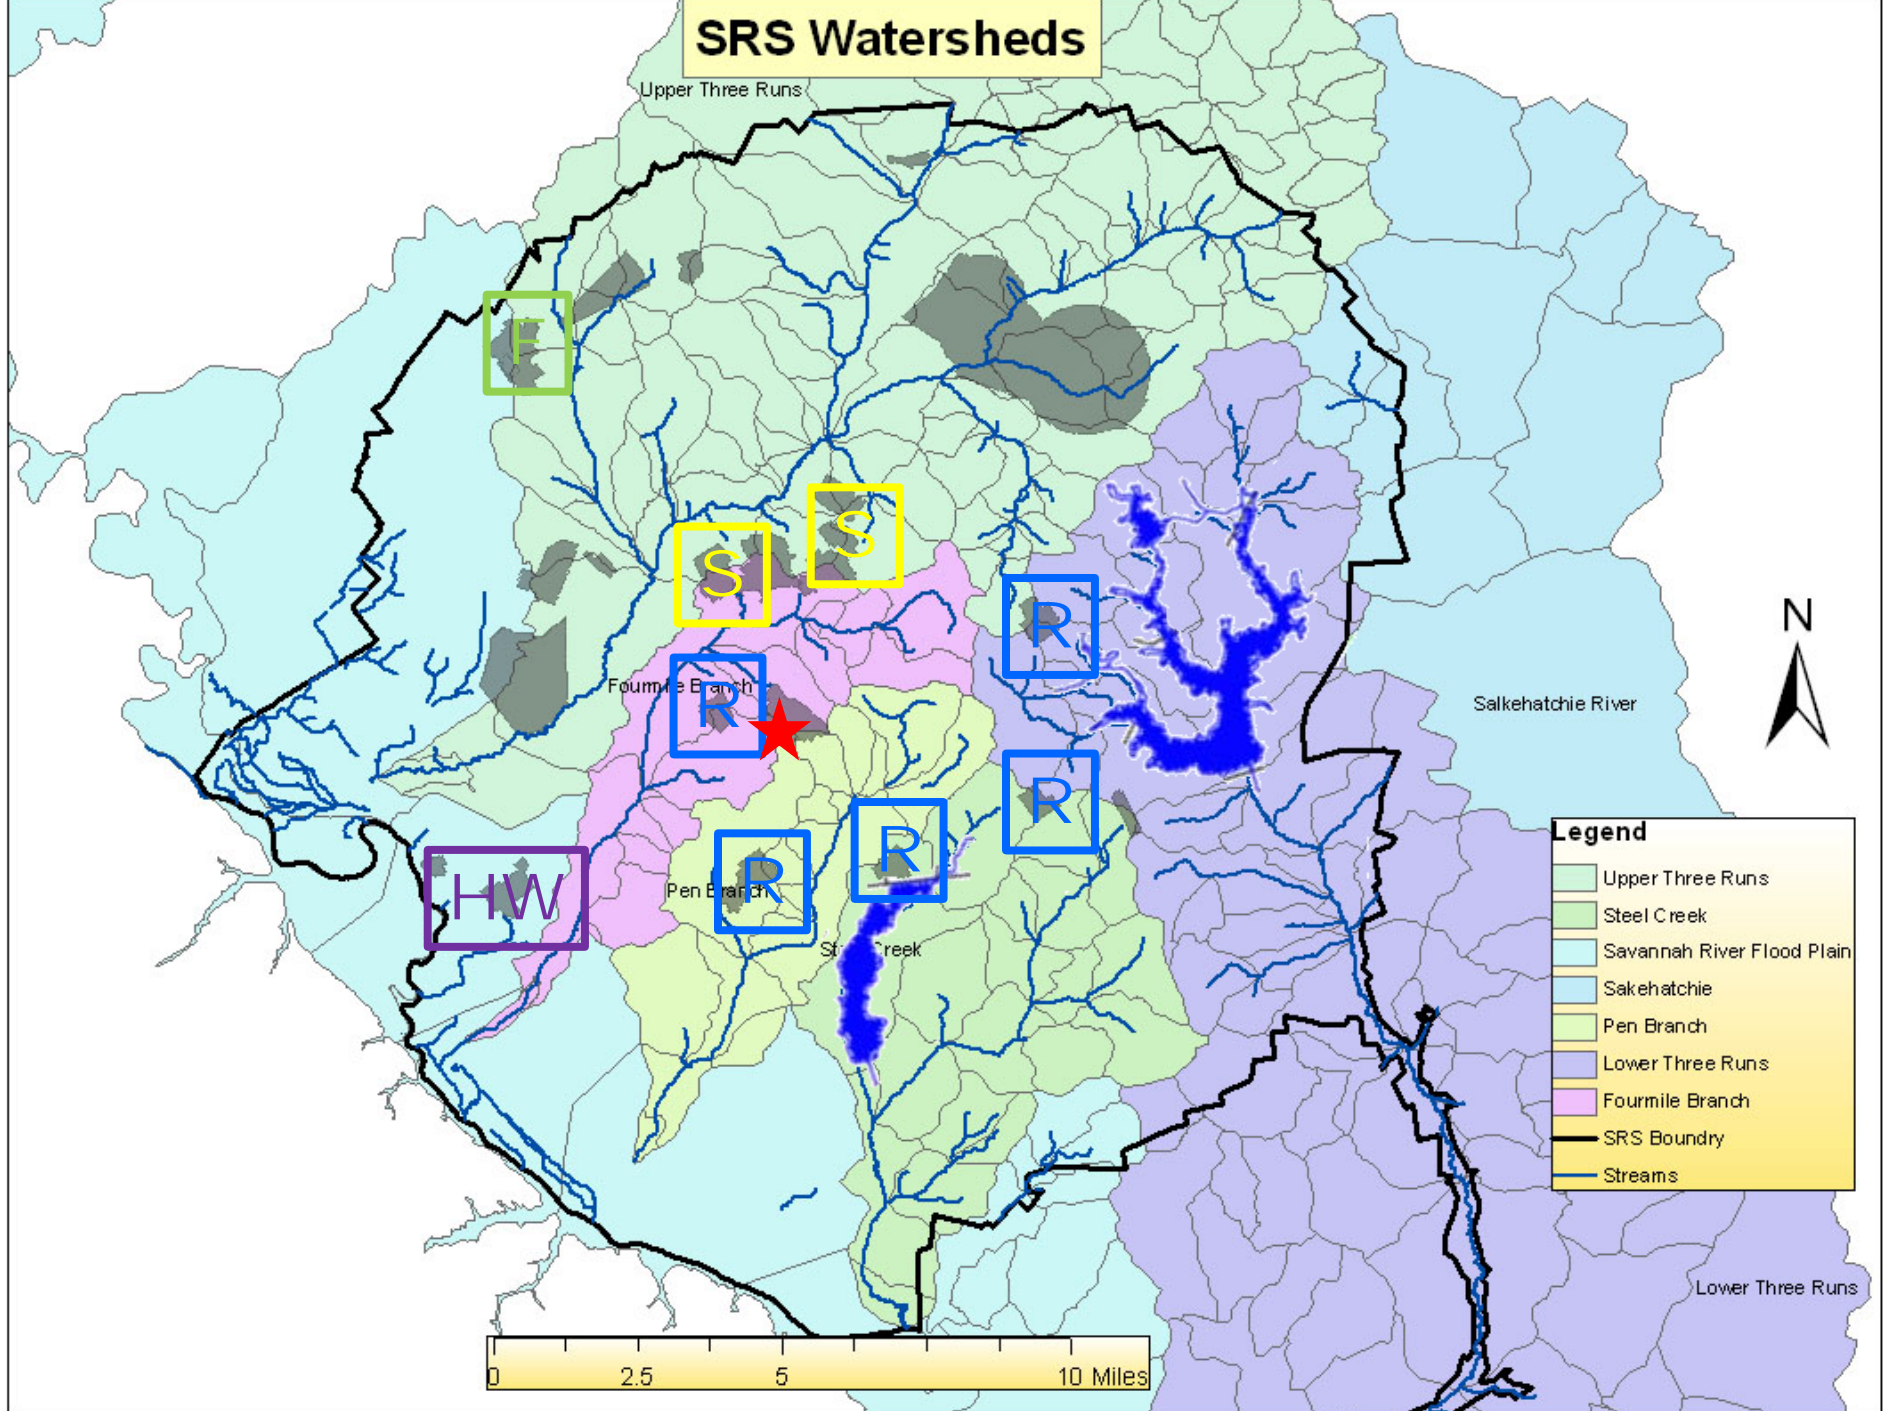 SRS Watersheds
Upper Three Runs
F
S
S
R
N
Fourmile Branch
R
Salkehatchie River
R
R
R
Pen Branch
HW
Steel Creek
Legend
Upper Three Runs
Steel Creek
Savannah River Flood Plain
Sakehatchie
Pen Branch
Lower Three Runs
Fourmile Branch
SRS Boundry
Streams
Lower Three Runs
0 2.5 5 10 Miles